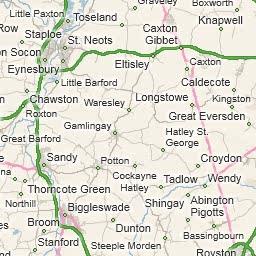 Little Paxton
Toseland
Boxworth
Knapwell
Staploe
Caxton
Gibbet
St. Neots
on Socon
Eltisley
Eynesbury
Caxton
Little Barford
Caldecote
Chawston
Waresley
Longstowe
Kingston
Roxton
Great Eversden
Gamlingay
Great Barford
Hatley St.
George
Sandy
Potton
Croydon
Cockayne
Hatley
Tadlow
Wendy
Thorncote Green
Northill
Biggleswade
Shingay
Abington
Pigotts
Broom
Dunton
Bassingbourn
Stanford
Steeple Morden
Royston